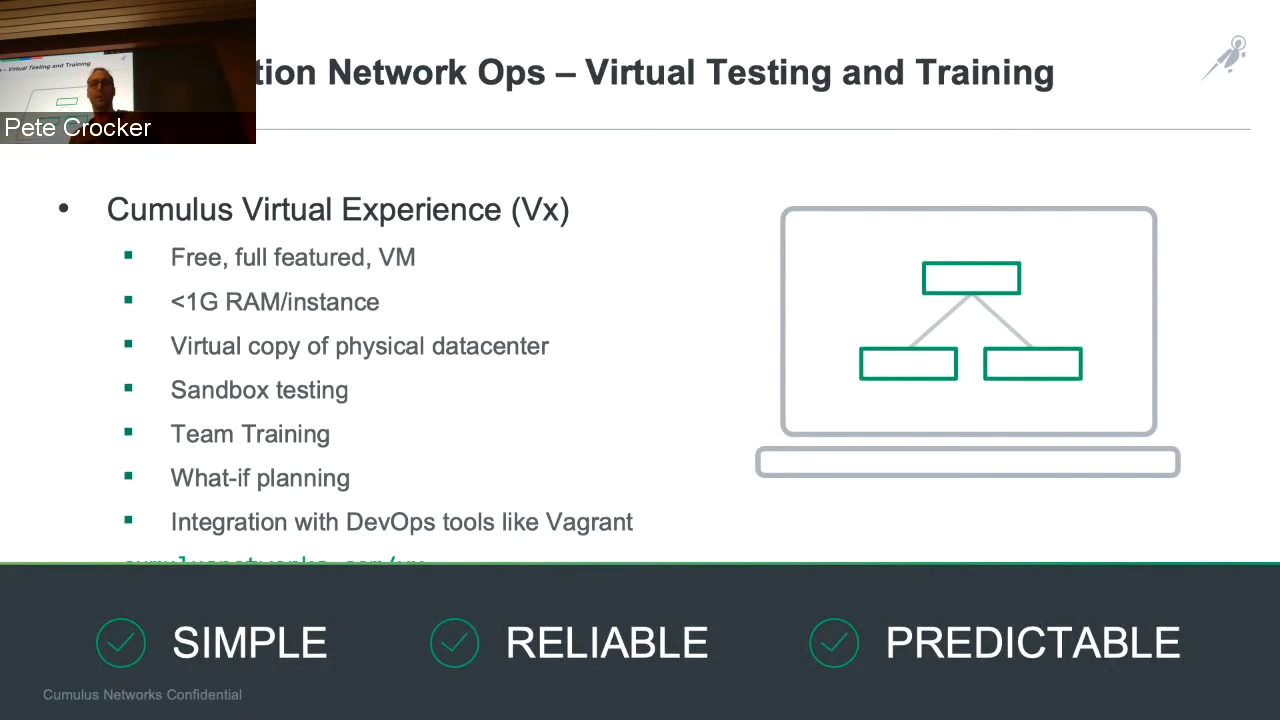 tion Network Ops – Virtual Testing and Training
Pete Crocker
• Cumulus Virtual Experience (Vx)
▪ Free, full featured, VM
▪ <1G RAM/instance
▪ Virtual copy of physical datacenter
▪ Sandbox testing
▪ Team Training
▪ What-if planning
▪ Integration with DevOps tools like Vagrant
SIMPLE RELIABLE PREDICTABLE
Cumulus Networks Confidential